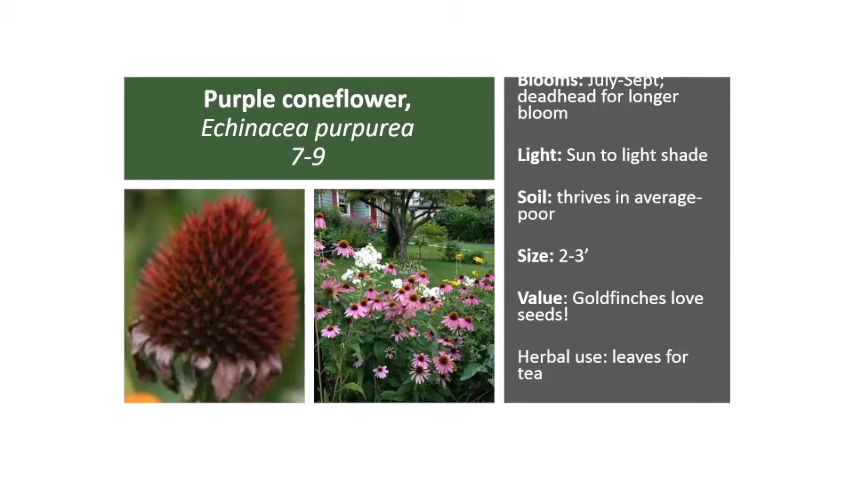 Purple coneflower,
Echinacea purpurea
7-9
Blooms: July-Sept;
deadhead for longer
bloom
Light: Sun to light shade
Soil: thrives in average-
poor
Size: 2-3’
Value: Goldfinches love
seeds!
Herbal use: leaves for
tea